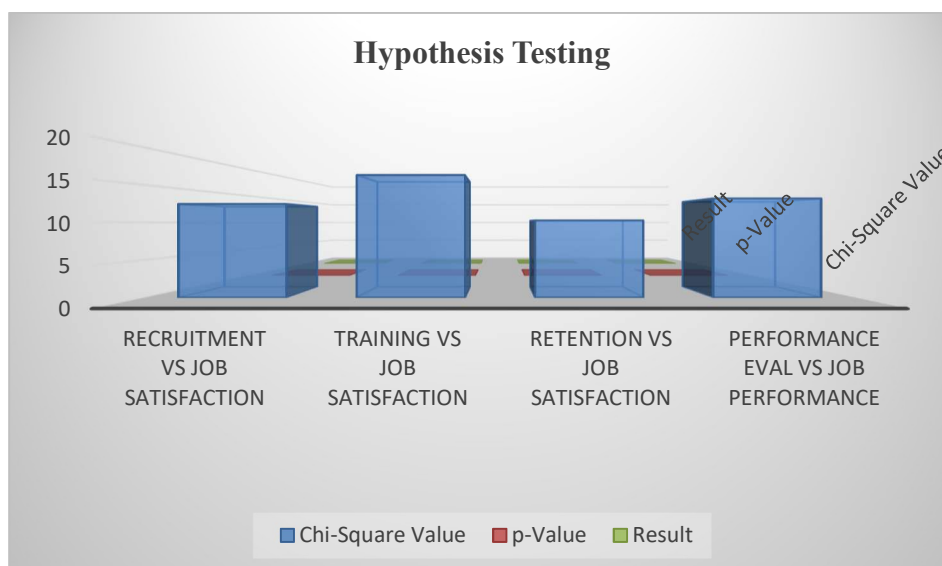 Hypothesis Testing
20
15
10
5
0
Result
p-Value
Chi-Square Value
RECRUITMENT
VS JOB
SATISFACTION
TRAINING VS
JOB
SATISFACTION
RETENTION VS
JOB
SATISFACTION
PERFORMANCE
EVAL VS JOB
PERFORMANCE
Chi-Square Value
p-Value
Result